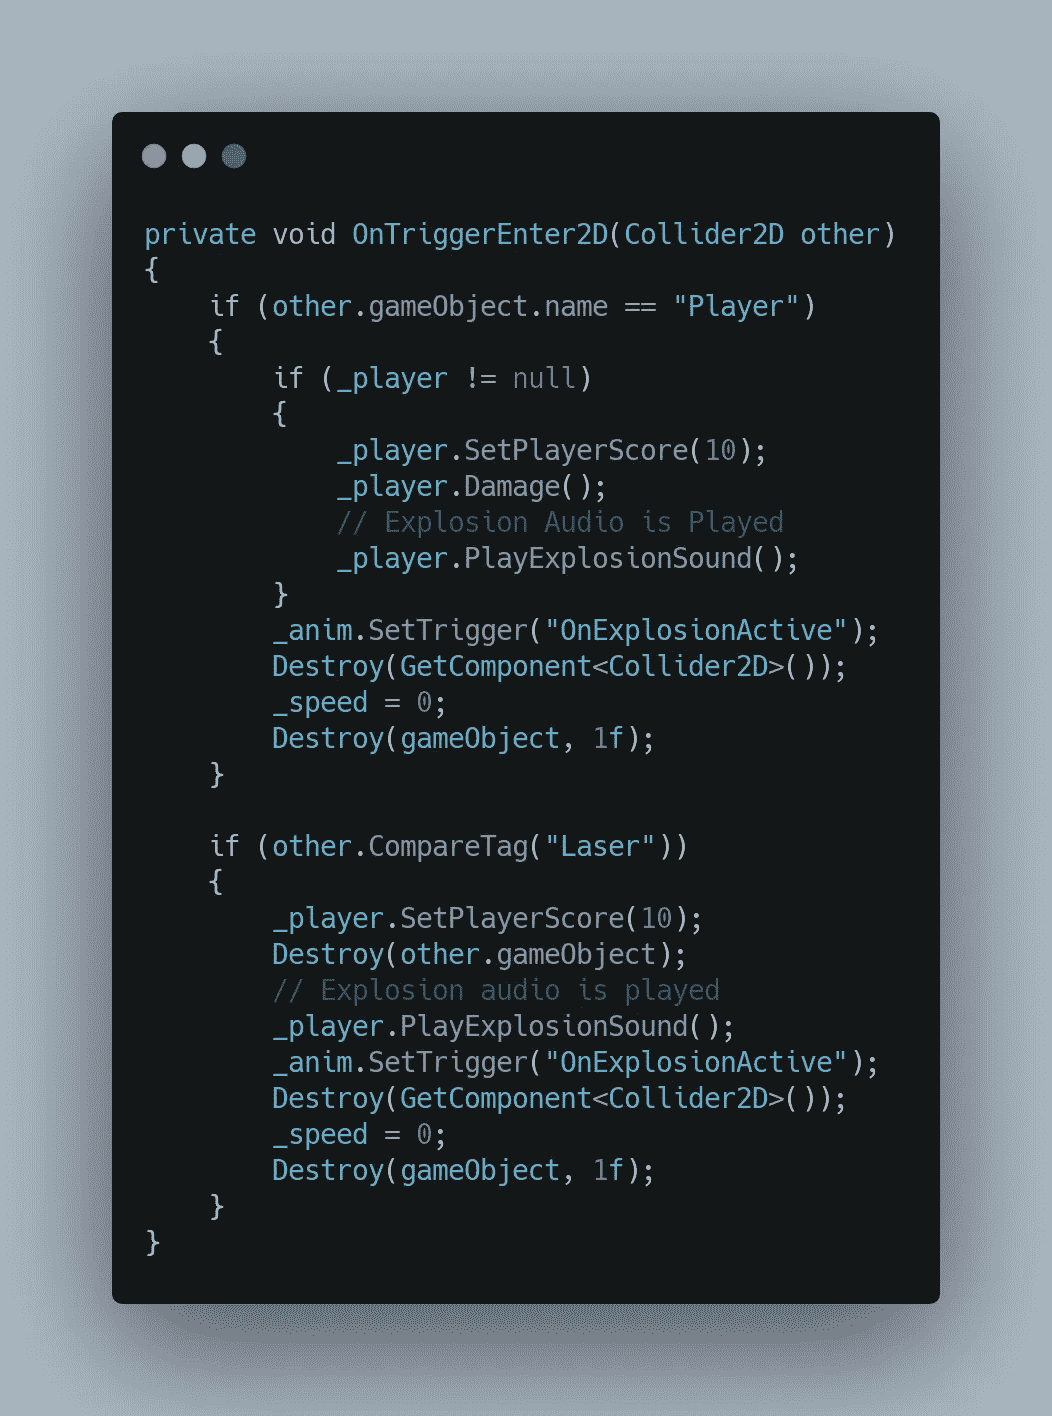 private void OnTriggerEnter2D(Collider2D other)
{
    if (other.gameObject.name == "Player")
    {
        if (_player != null)
        {
            _player.SetPlayerScore(10);
            _player.Damage();
            // Explosion Audio is Played
            _player.PlayExplosionSound();
        }
        _anim.SetTrigger("OnExplosionActive");
        Destroy(GetComponent<Collider2D>());
        _speed = 0;
        Destroy(gameObject, 1f);
    }

    if (other.CompareTag("Laser"))
    {
        _player.SetPlayerScore(10);
        Destroy(other.gameObject);
        // Explosion audio is played
        _player.PlayExplosionSound();
        _anim.SetTrigger("OnExplosionActive");
        Destroy(GetComponent<Collider2D>());
        _speed = 0;
        Destroy(gameObject, 1f);
    }
}